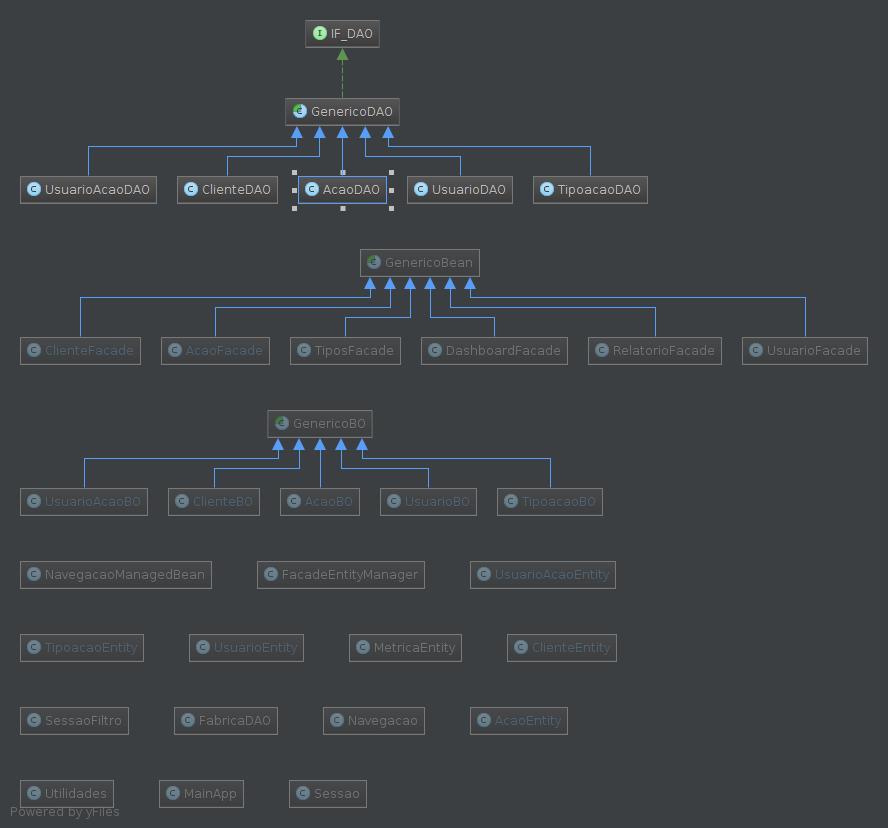 IF_DAO
GenericoDAO
UsuarioAcaoDAO ClienteDAO AcaoDAO UsuarioDAO TipoacaoDAO
GenericoBean
ClienteFacade AcaoFacade TiposFacade DashboardFacade RelatorioFacade UsuarioFacade
GenericoBO
UsuarioAcaoBO ClienteBO AcaoBO UsuarioBO TipoacaoBO
NavegacaoManagedBean FacadeEntityManager UsuarioAcaoEntity
TipoacaoEntity UsuarioEntity MetricaEntity ClienteEntity
SessaoFiltro FabricaDAO Navegacao AcaoEntity
Utilidades MainApp Sessao
Powered by yFiles